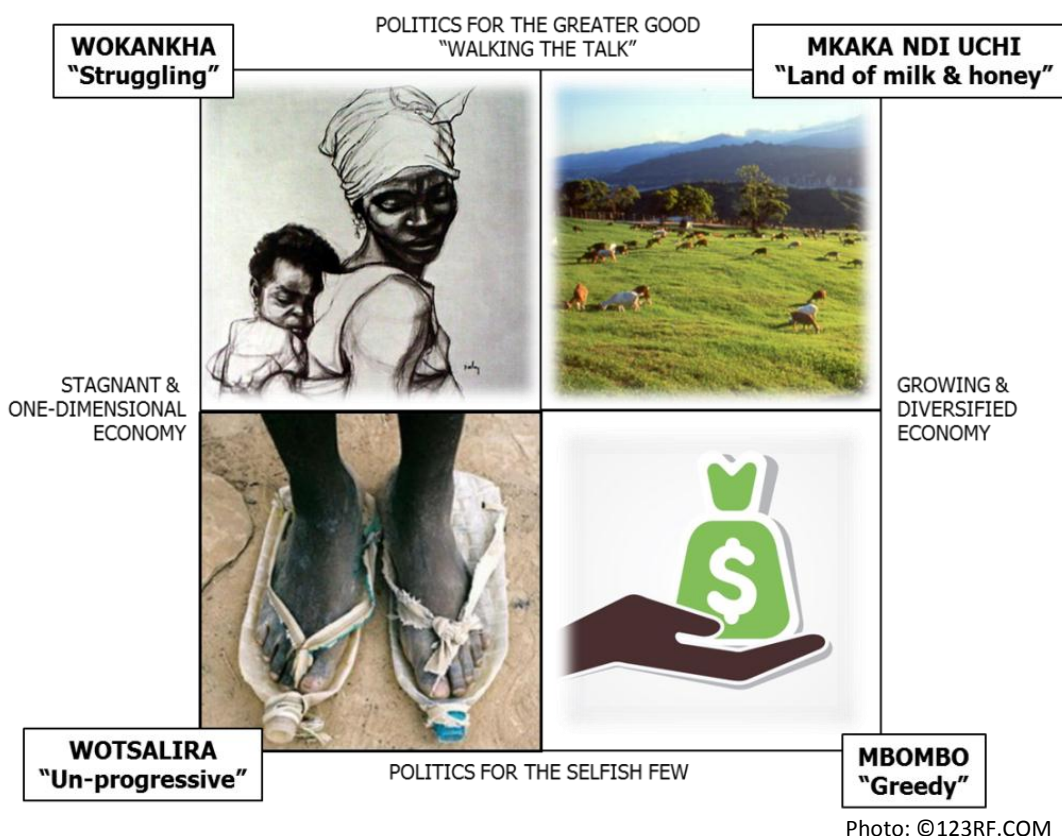 POLITICS FOR THE GREATER GOOD
“WALKING THE TALK”
WOKANKHA
“Struggling”
MKAKA NDI UCHI
“Land of milk & honey”
STAGNANT &
ONE-DIMENSIONAL
ECONOMY
GROWING &
DIVERSIFIED
ECONOMY
$
WOTSALIRA
“Un-progressive”
POLITICS FOR THE SELFISH FEW
MBOMBO
“Greedy”
Photo: ©123RF.COM